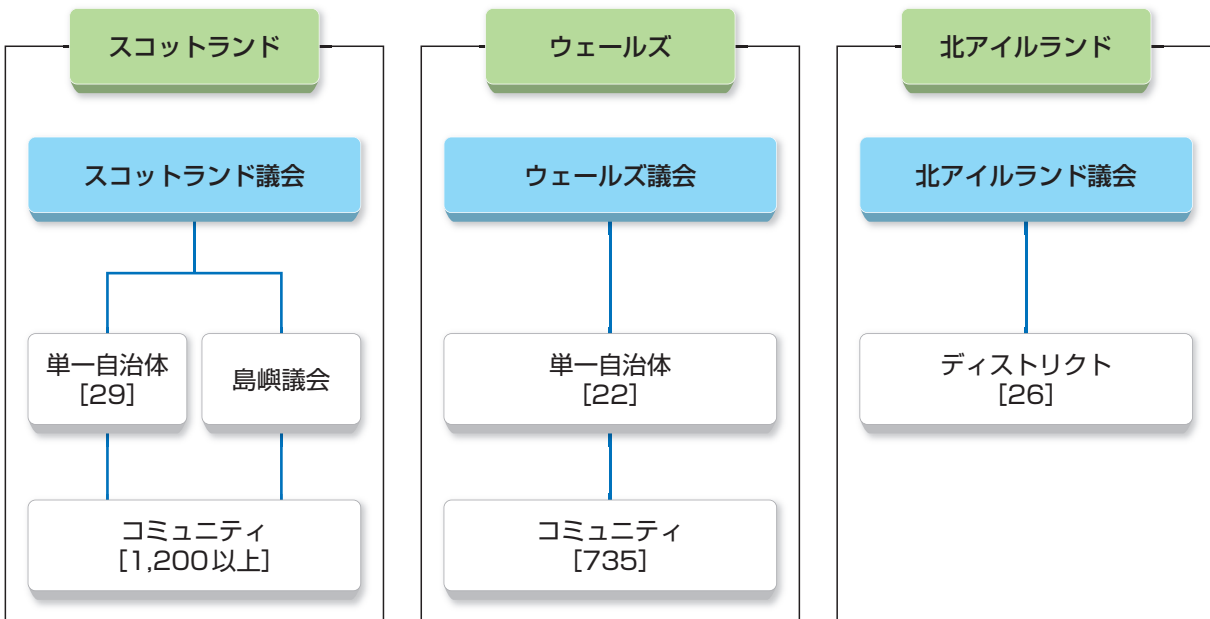 スコットランド
スコットランド議会
単一自治体
[29]
島嶼議会
コミュニティ
[1,200以上]
ウェールズ
ウェールズ議会
単一自治体
[22]
コミュニティ
[735]
北アイルランド
北アイルランド議会
ディストリクト
[26]